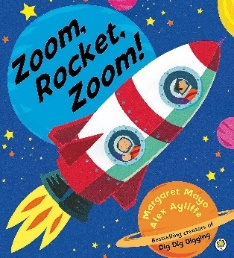 Zoom,
Rocket,
Zoom!
Margaret Mayo
Alex Ayliffe
Bestselling creators of
Dig Dig Digging